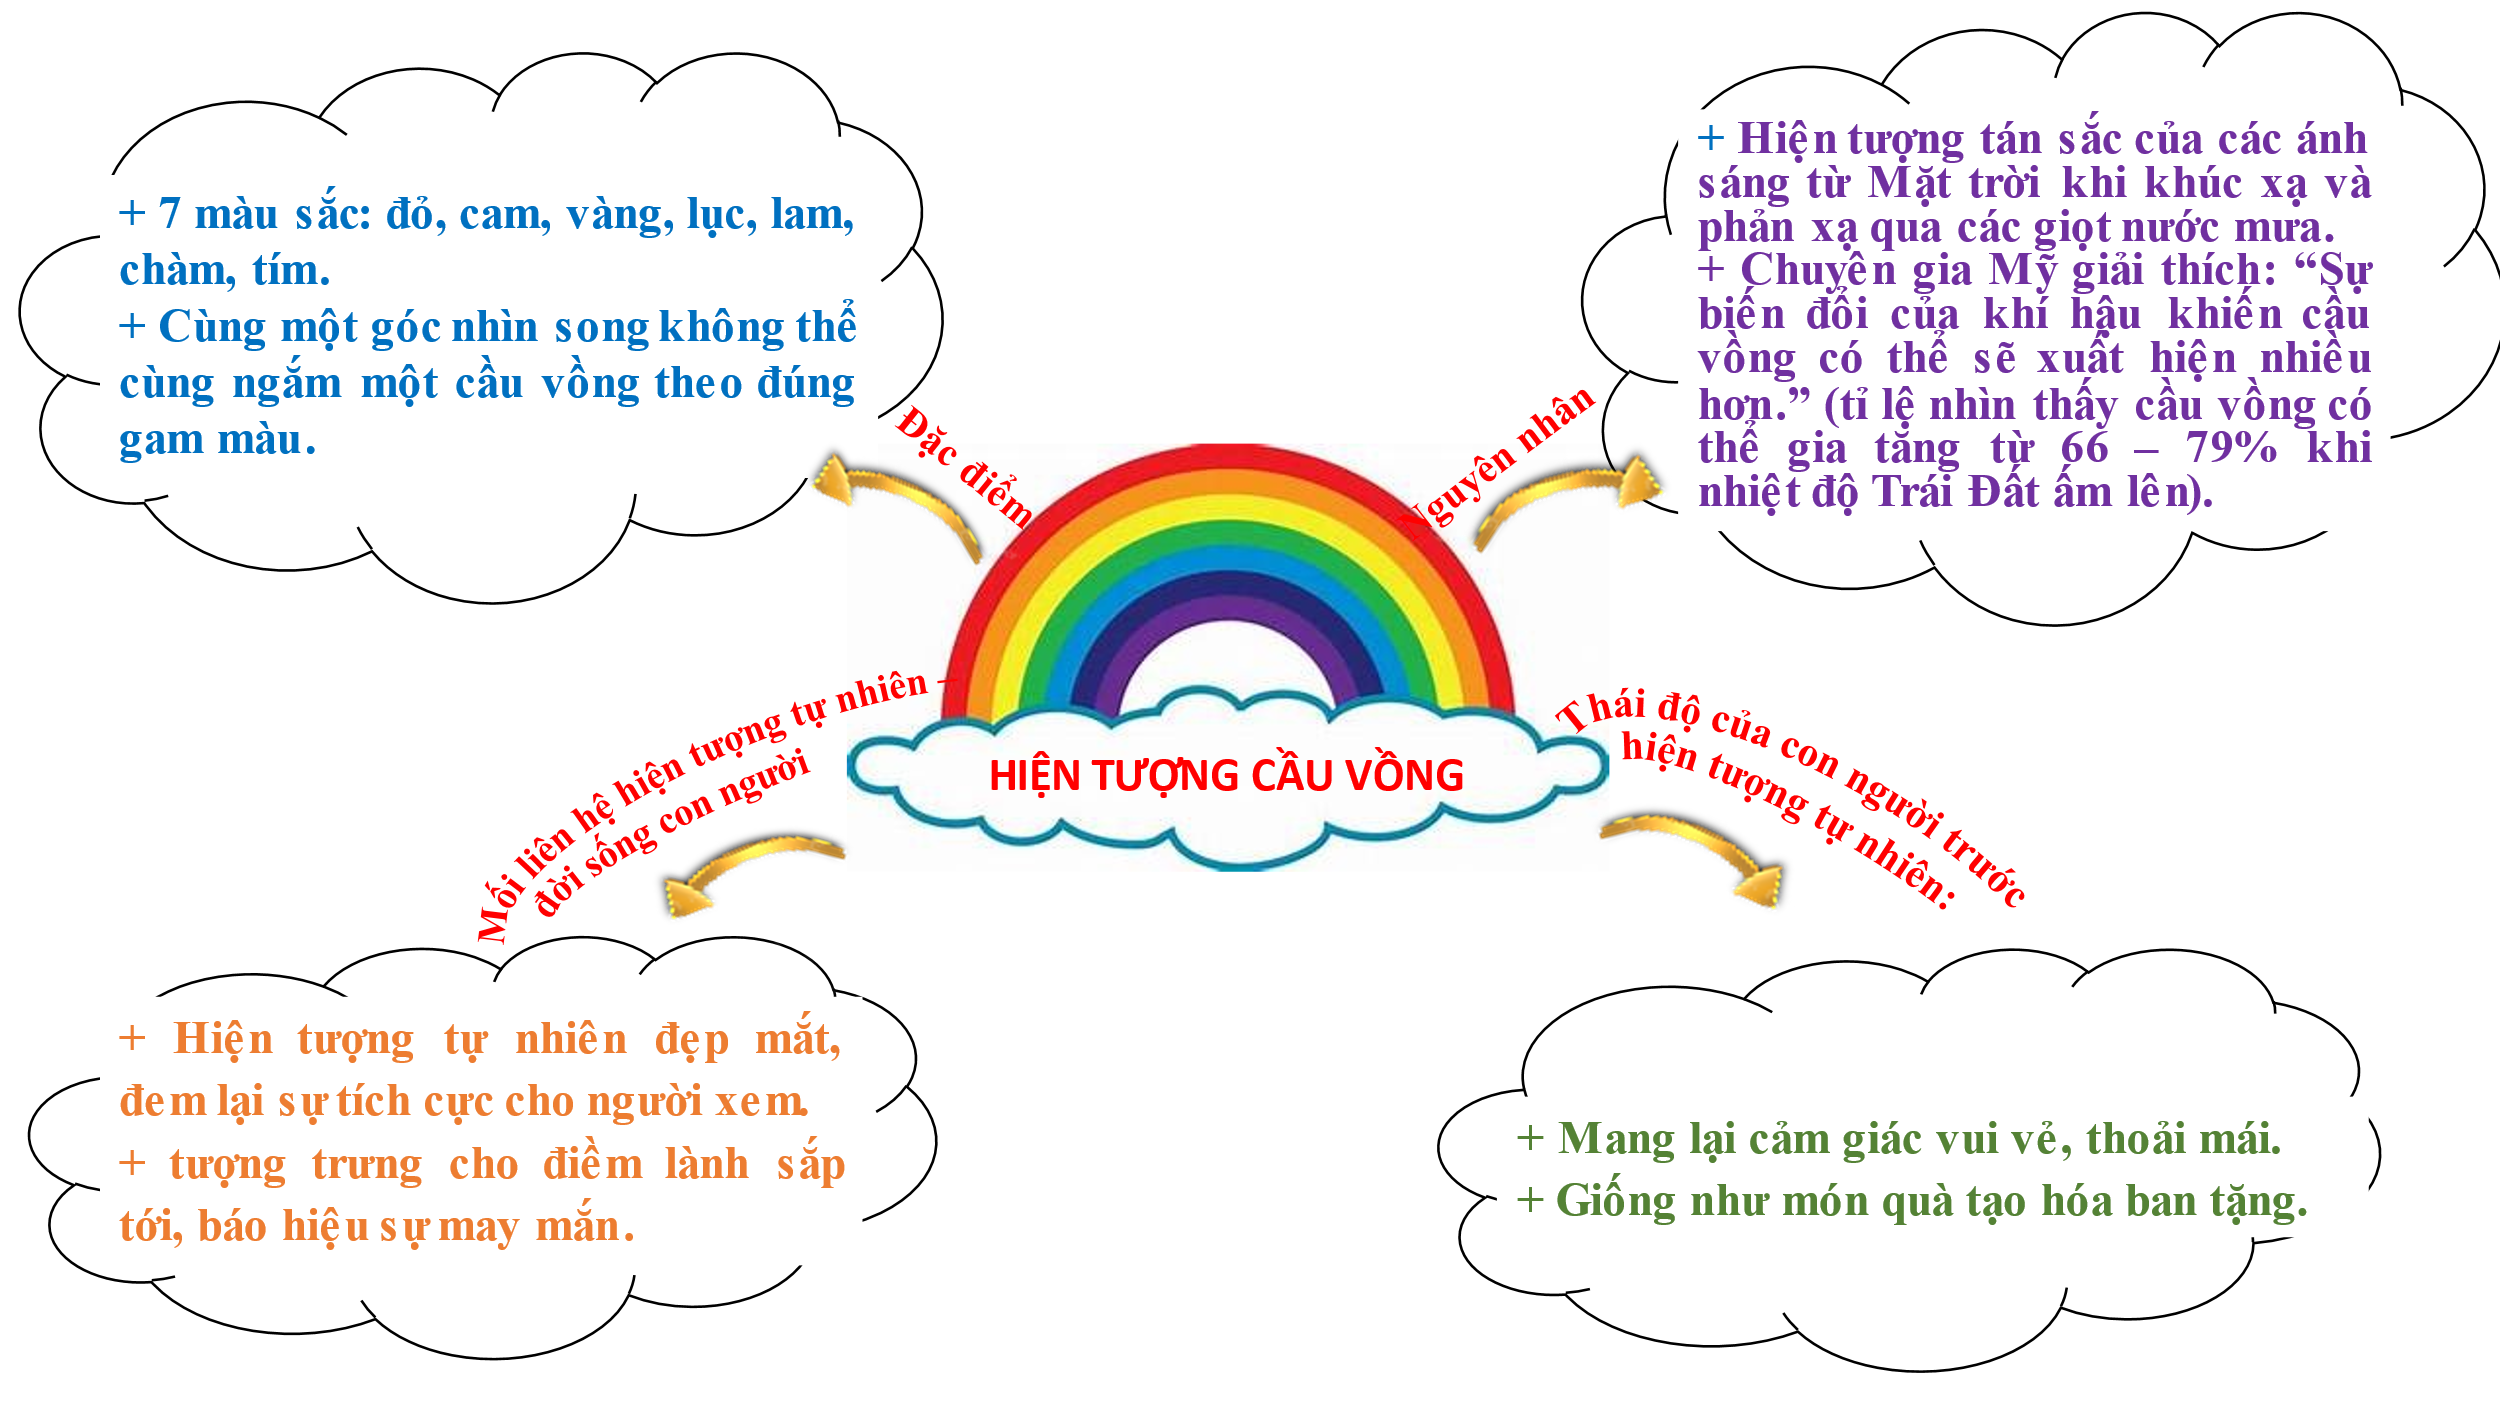 + 7 màu sắc: đỏ, cam, vàng, lục, lam,
chàm, tím.
+ Cùng một góc nhìn song không thể
cùng ngắm một cầu vồng theo đúng
gam màu.
Đặc điểm
Nguyên nhân
+ Hiện tượng tán sắc của các ánh
sáng từ Mặt trời khi khúc xạ và
phản xạ qua các giọt nước mưa.
+ Chuyên gia Mỹ giải thích: “Sự
biến đổi của khí hậu khiến cầu
vồng có thể sẽ xuất hiện nhiều
hơn.” (tỉ lệ nhìn thấy cầu vồng có
thể gia tăng từ 66 – 79% khi
nhiệt độ Trái Đất ấm lên).
HIỆN TƯỢNG CẦU VỒNG
Mối liên hệ hiện tượng tự nhiên –
đời sống con người
Thái độ của con người trước
hiện tượng tự nhiên:
+ Hiện tượng tự nhiên đẹp mắt,
đem lại sự tích cực cho người xem.
+ tượng trưng cho điềm lành sắp
tới, báo hiệu sự may mắn.
+ Mang lại cảm giác vui vẻ, thoải mái.
+ Giống như món quà tạo hóa ban tặng.